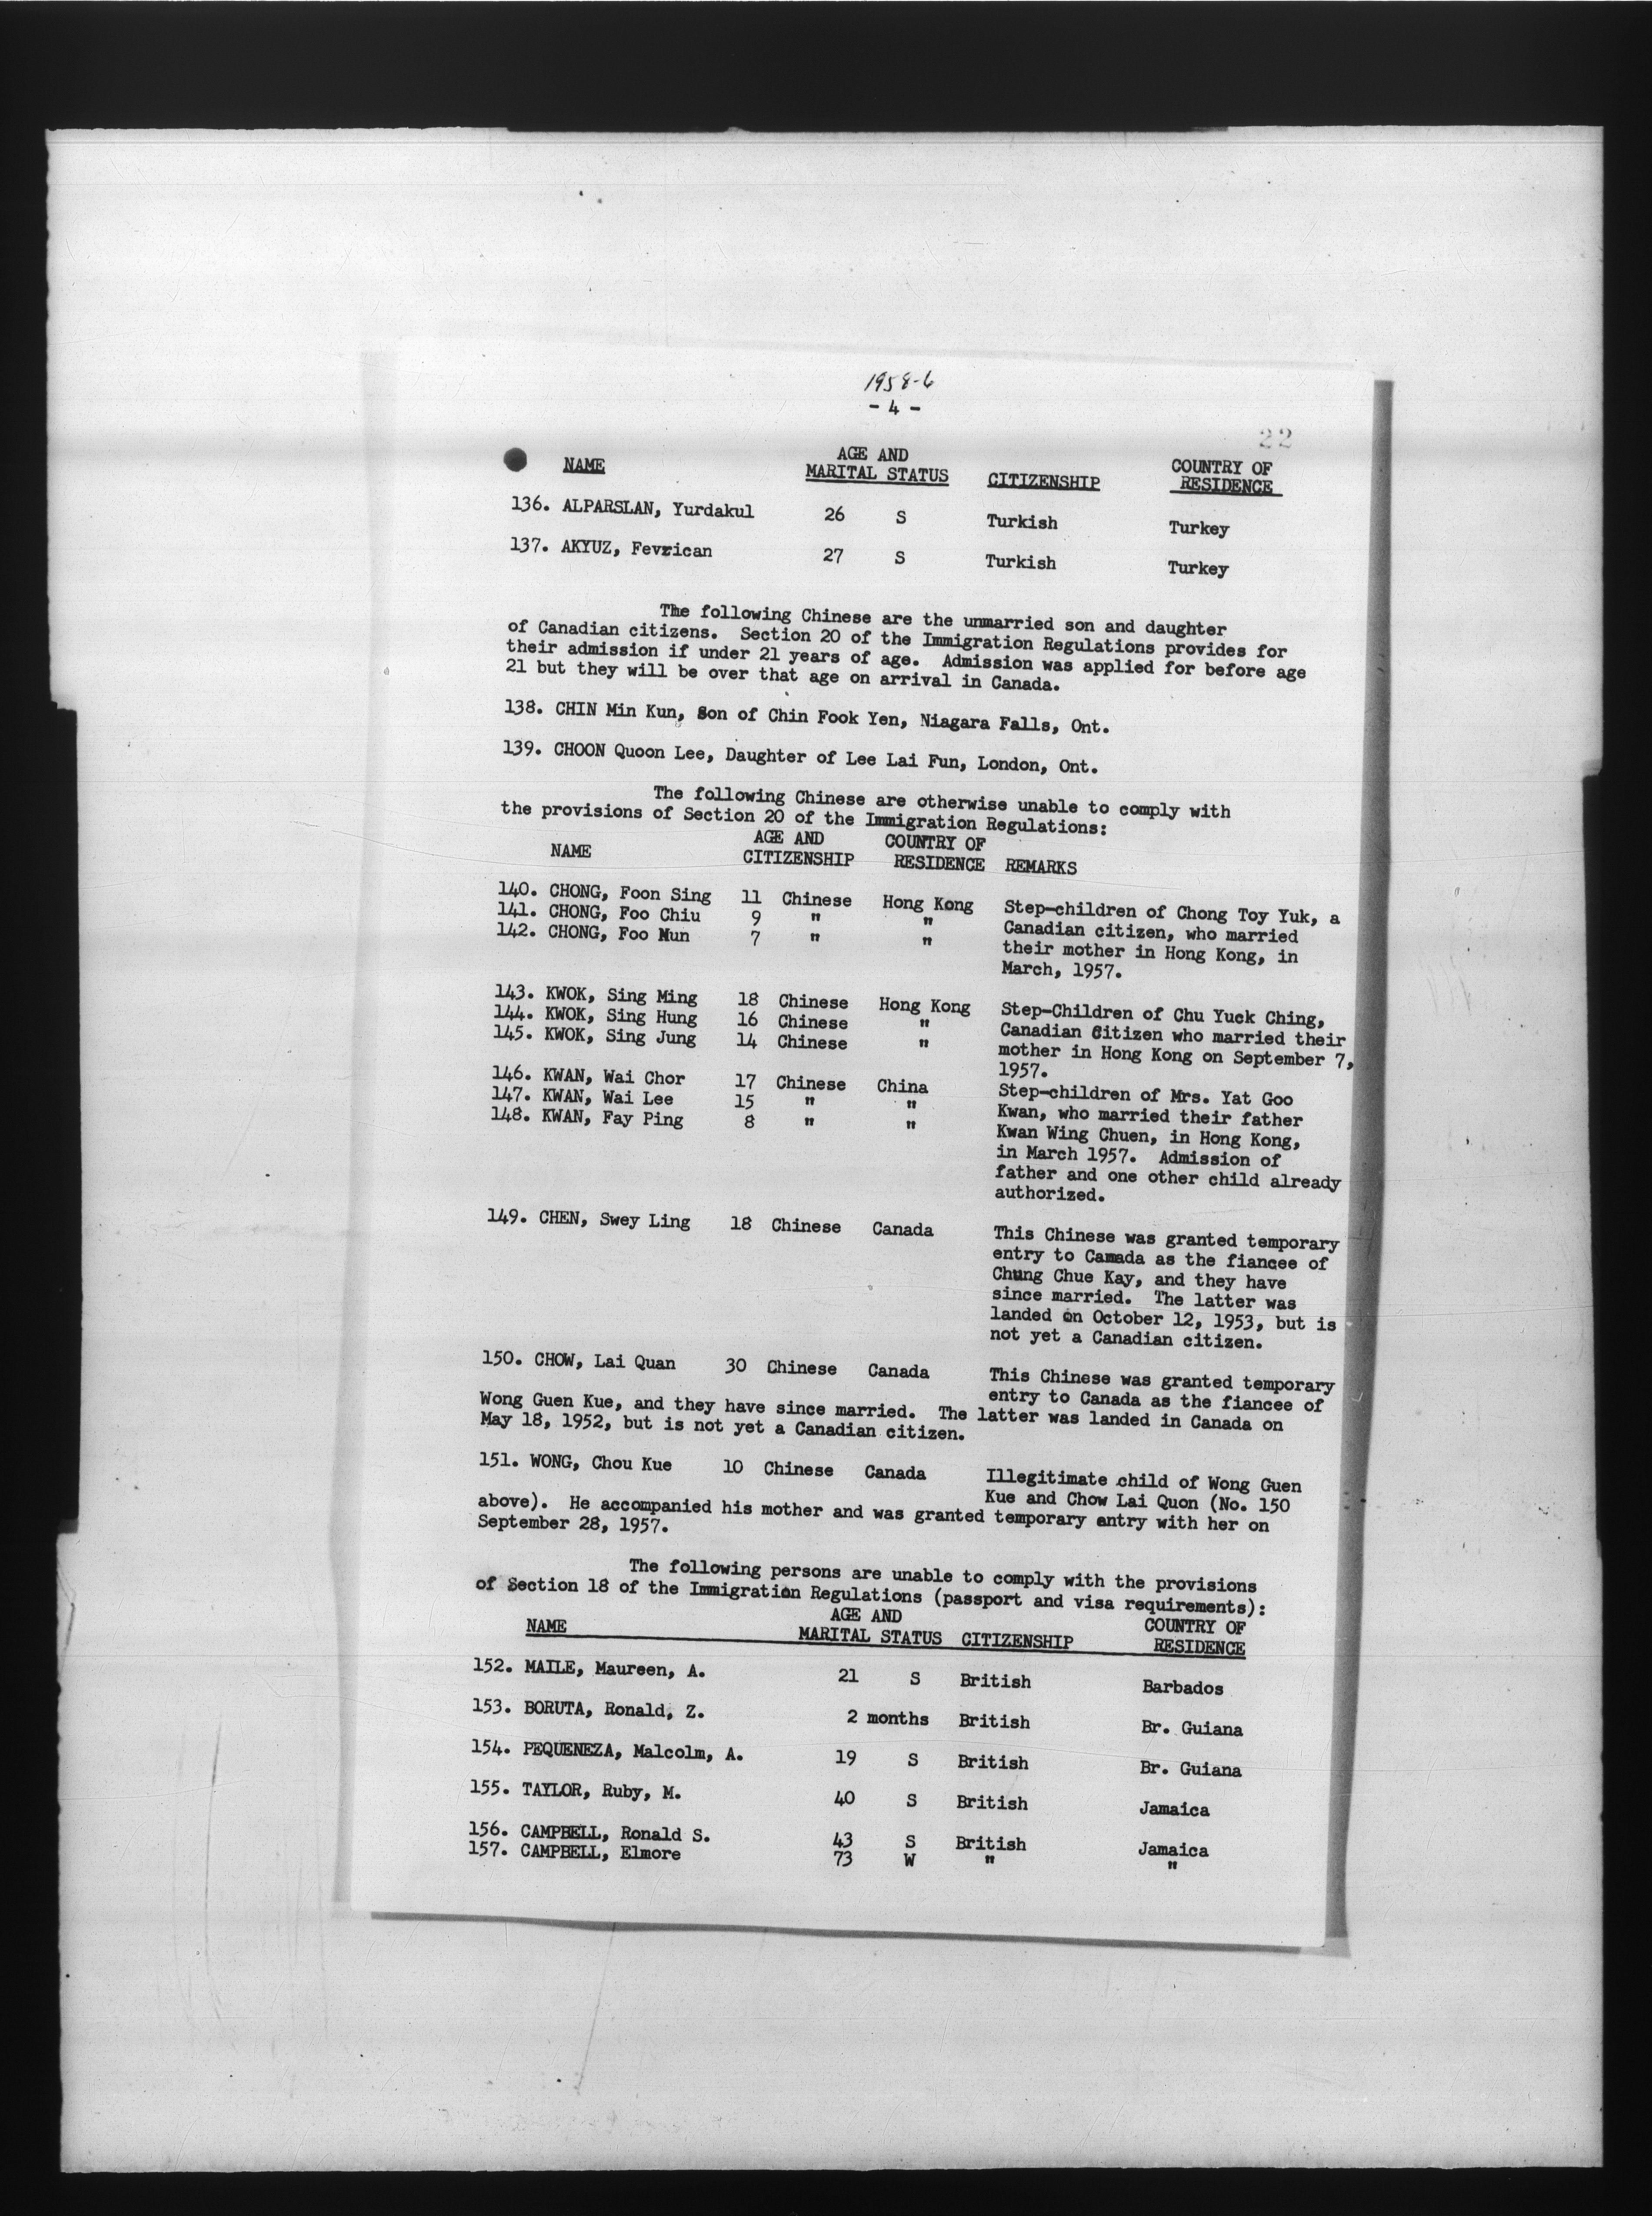 1958-6
- 4 -
22
NAME AGE AND MARITAL STATUS CITIZENSHIP COUNTRY OF RESIDENCE
136. ALPARSLAN, Yurdakul 26 S Turkish Turkey
137. AKYUZ, Fevzican 27 S Turkish Turkey
The following Chinese are the unmarried son and daughter
of Canadian citizens. Section 20 of the Immigration Regulations provides for
their admission if under 21 years of age. Admission was applied for before age
21 but they will be over that age on arrival in Canada.
138. CHIN Min Kun, Son of Chin Fook Yen, Niagara Falls, Ont.
139. CHOON Quoon Lee, Daughter of Lee Lai Fun, London, Ont.
The following Chinese are otherwise unable to comply with
the provisions of Section 20 of the Immigration Regulations:
NAME AGE AND CITIZENSHIP COUNTRY OF RESIDENCE REMARKS
140. CHONG, Foon Sing 11 Chinese Hong Kong Step-children of Chong Toy Yuk, a
141. CHONG, Foo Chiu 9 " " Canadian citizen, who married
142. CHONG, Foo Mun 7 " " their mother in Hong Kong, in
March, 1957.
143. KWOK, Sing Ming 18 Chinese Hong Kong Step-Children of Chu Yuck Ching,
144. KWOK, Sing Hung 16 Chinese " Canadian Citizen who married their
145. KWOK, Sing Jung 14 Chinese " mother in Hong Kong on September 7,
1957.
146. KWAN, Wai Chor 17 Chinese China Step-children of Mrs. Yat Goo
147. KWAN, Wai Lee 15 " " Kwan, who married their father
148. KWAN, Fay Ping 8 " " Kwan Wing Chuen, in Hong Kong,
in March 1957. Admission of
father and one other child already
authorized.
149. CHEN, Swey Ling 18 Chinese Canada This Chinese was granted temporary
entry to Canada as the fiancee of
Chung Chue Kay, and they have
since married. The latter was
landed on October 12, 1953, but is
not yet a Canadian citizen.
150. CHOW, Lai Quan 30 Chinese Canada This Chinese was granted temporary
entry to Canada as the fiancee of
Wong Guen Kue, and they have since married. The latter was landed in Canada on
May 18, 1952, but is not yet a Canadian citizen.
151. WONG, Chou Kue 10 Chinese Canada Illegitimate child of Wong Guen
Kue and Chow Lai Quon (No. 150
above). He accompanied his mother and was granted temporary entry with her on
September 28, 1957.
The following persons are unable to comply with the provisions
of Section 18 of the Immigration Regulations (passport and visa requirements):
NAME AGE AND MARITAL STATUS CITIZENSHIP COUNTRY OF RESIDENCE
152. MAILE, Maureen, A. 21 S British Barbados
153. BORUTA, Ronald, Z. 2 months British Br. Guiana
154. PEQUENEZA, Malcolm, A. 19 S British Br. Guiana
155. TAYLOR, Ruby, M. 40 S British Jamaica
156. CAMPBELL, Ronald S. 43 S British Jamaica
157. CAMPBELL, Elmore 73 W " "